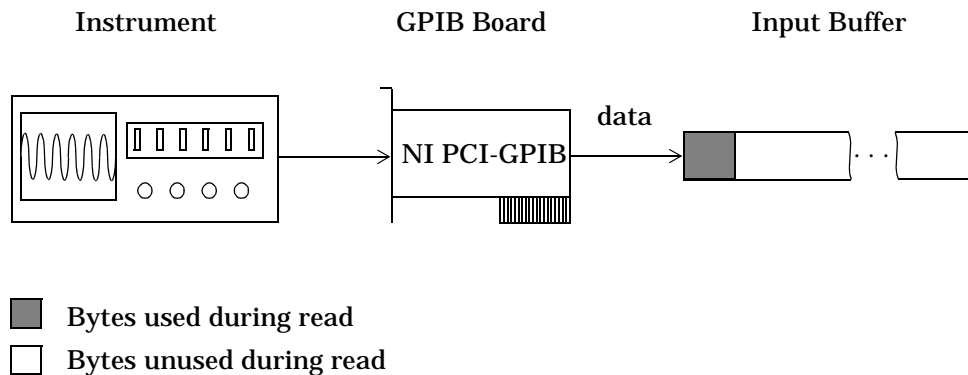 Instrument GPIB Board Input Buffer
data
NI PCI-GPIB
. . .
Bytes used during read
Bytes unused during read